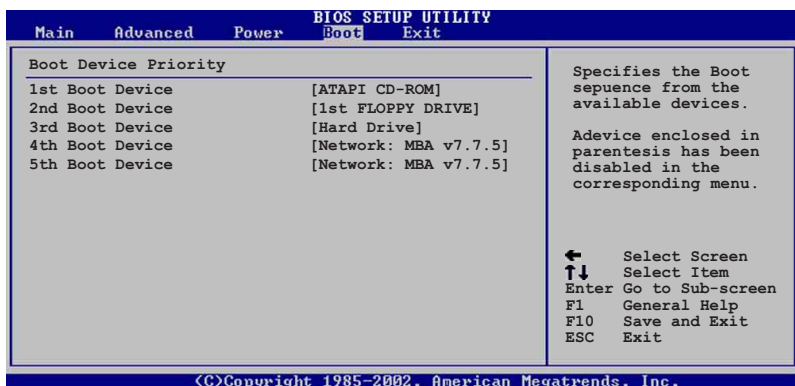 BIOS SETUP UTILITY
Main Advanced Power Boot Exit
Boot Device Priority
1st Boot Device [ATAPI CD-ROM]
2nd Boot Device [1st FLOPPY DRIVE]
3rd Boot Device [Hard Drive]
4th Boot Device [Network: MBA v7.7.5]
5th Boot Device [Network: MBA v7.7.5]
Specifies the Boot
sepuence from the
available devices.
Adevice enclosed in
parentesis has been
disabled in the
corresponding menu.
← Select Screen
↑↓ Select Item
Enter Go to Sub-screen
F1 General Help
F10 Save and Exit
ESC Exit
(C)Copyright 1985-2002, American Megatrends, Inc.